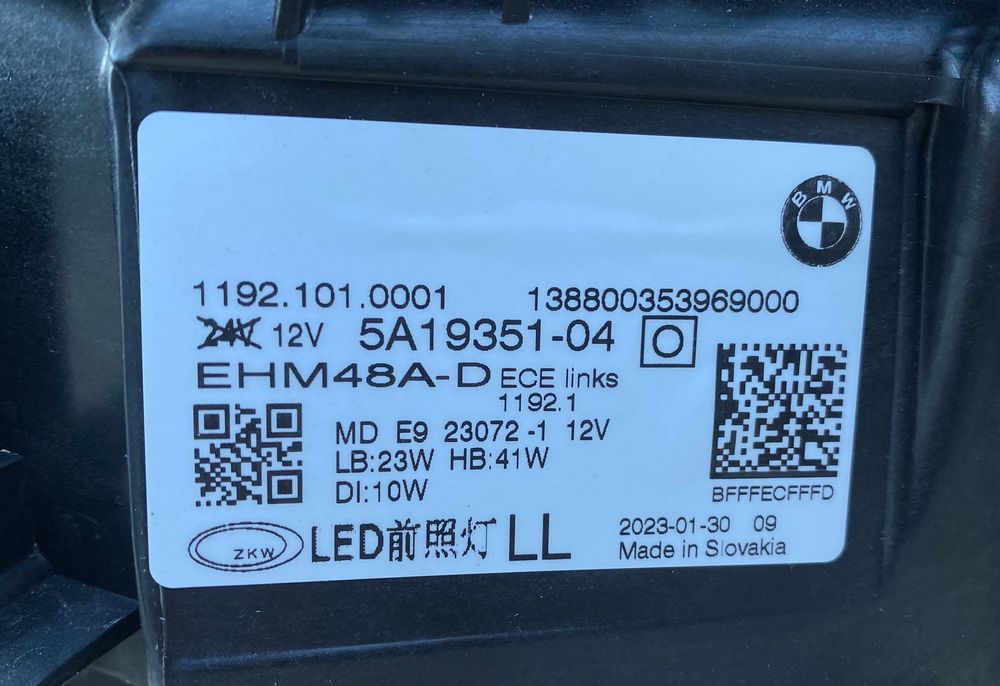 BMW
1192.101.0001 138800353969000
24V 12V 5A19351-04
EHM48A-D ECE links
1192.1
MD E9 23072-1 12V
LB:23W HB:41W
DI:10W
BFFFECFFFD
ZKW LED前照灯 LL
2023-01-30 09
Made in Slovakia